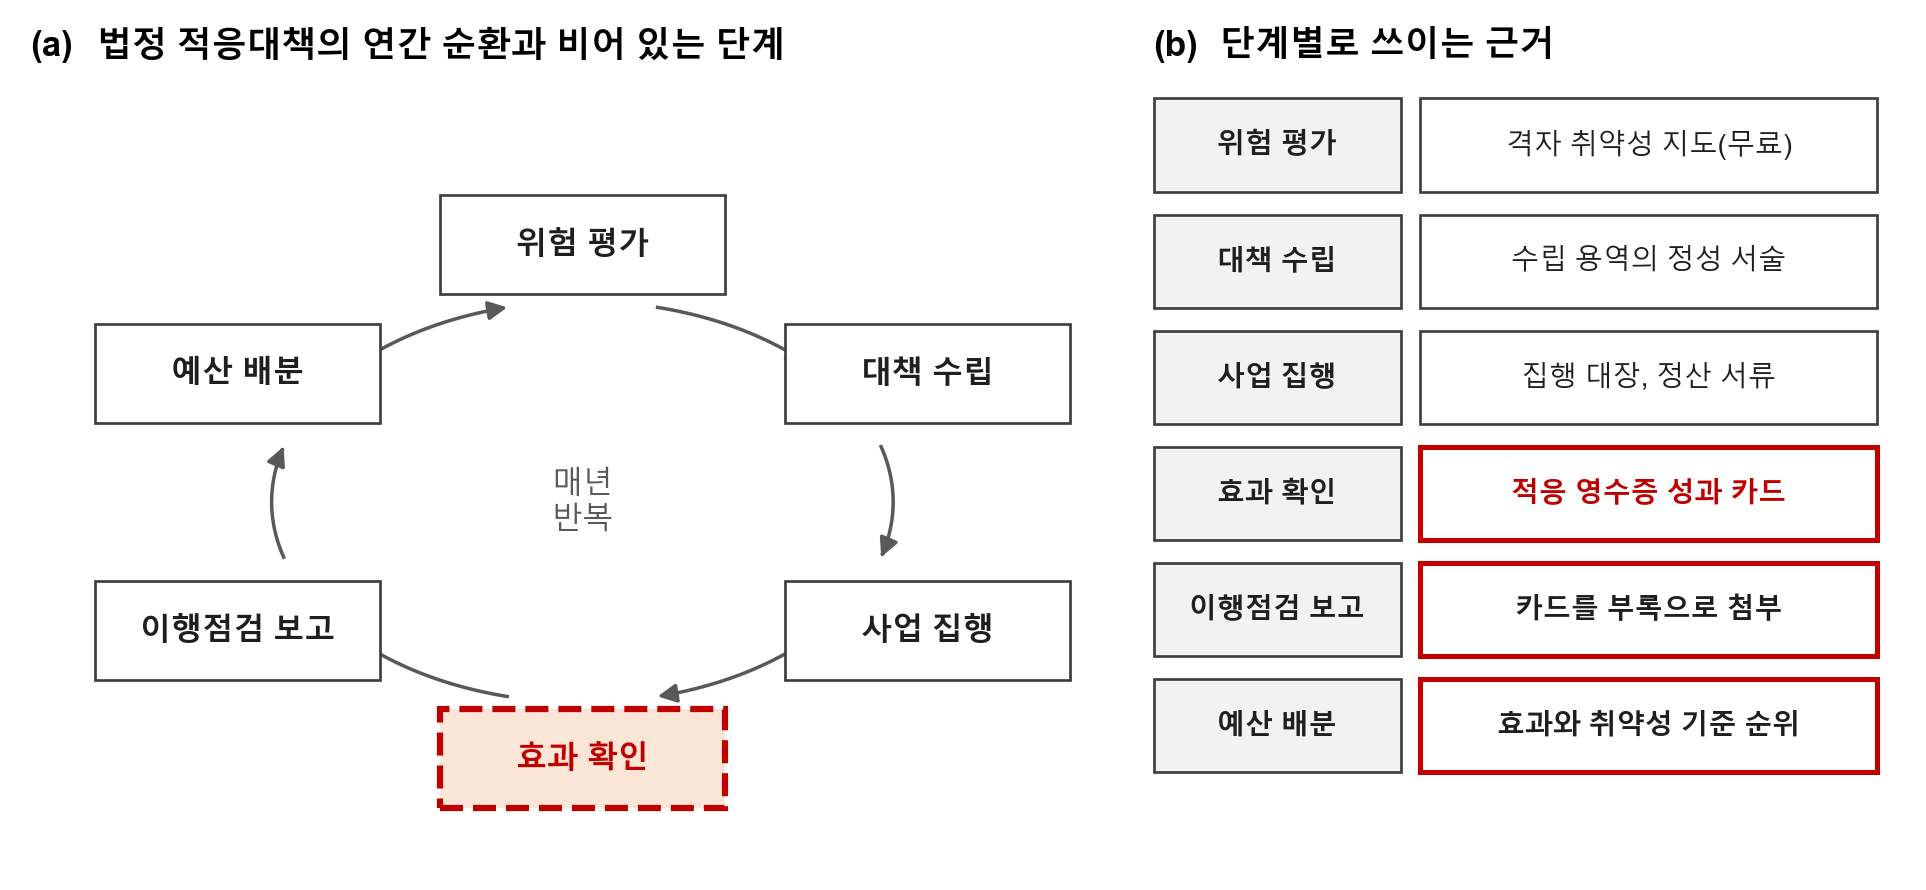 (a) 법정 적응대책의 연간 순환과 비어 있는 단계
위험 평가
예산 배분
대책 수립
매년
반복
이행점검 보고
사업 집행
효과 확인
(b) 단계별로 쓰이는 근거
위험 평가
격자 취약성 지도(무료)
대책 수립
수립 용역의 정성 서술
사업 집행
집행 대장, 정산 서류
효과 확인
적응 영수증 성과 카드
이행점검 보고
카드를 부록으로 첨부
예산 배분
효과와 취약성 기준 순위